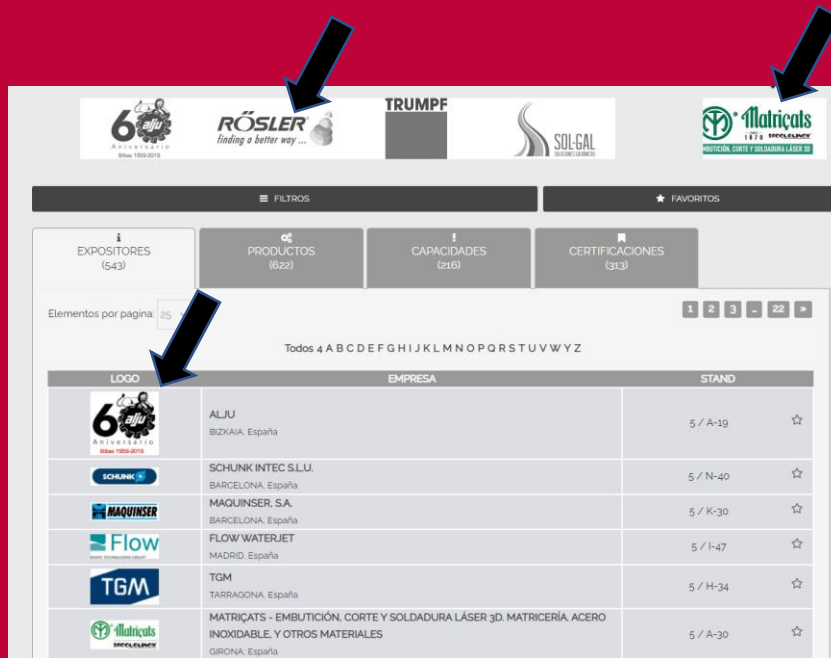 60 alju
Aniversario
Bilbao 1959-2019
RÖSLER
finding a better way ...
TRUMPF
SOL·GAL
Matriçats
1978
EMBUTICIÓN, CORTE Y SOLDADURA LÁSER 3D
FILTROS
FAVORITOS
EXPOSITORES
(543)
PRODUCTOS
(622)
CAPACIDADES
(216)
CERTIFICACIONES
(313)
Elementos por pagina: 25
1 2 3 ... 22 »
Todos 4 A B C D E F G H I J K L M N O P Q R S T U V W Y Z
LOGO EMPRESA STAND
60 alju
Aniversario
Bilbao 1959-2019
ALJU
BIZKAIA, España
5 / A-19
SCHUNK
SCHUNK INTEC S.L.U.
BARCELONA, España
5 / N-40
MAQUINSER
MAQUINSER, S.A.
BARCELONA, España
5 / K-30
Flow
FLOW WATERJET
MADRID, España
5 / I-47
TGM
TGM
TARRAGONA, España
5 / H-34
Matriçats
MATRIÇATS - EMBUTICIÓN, CORTE Y SOLDADURA LÁSER 3D. MATRICERÍA. ACERO
INOXIDABLE, Y OTROS MATERIALES
GIRONA, España
5 / A-30